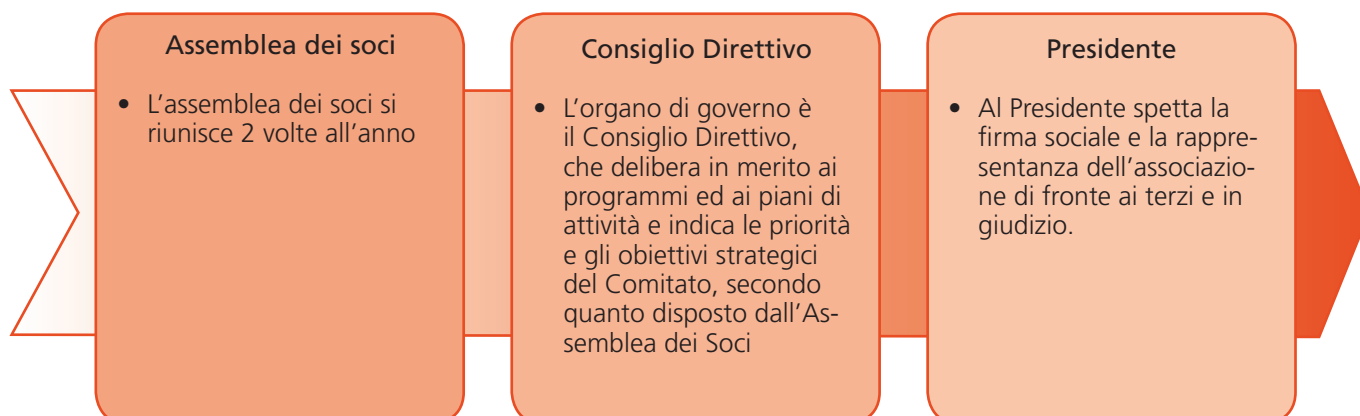 Assemblea dei soci
• L'assemblea dei soci si
riunisce 2 volte all'anno
Consiglio Direttivo
• L'organo di governo è
il Consiglio Direttivo,
che delibera in merito ai
programmi ed ai piani di
attività e indica le priorità
e gli obiettivi strategici
del Comitato, secondo
quanto disposto dall'As-
semblea dei Soci
Presidente
• Al Presidente spetta la
firma sociale e la rappre-
sentanza dell'associazio-
ne di fronte ai terzi e in
giudizio.